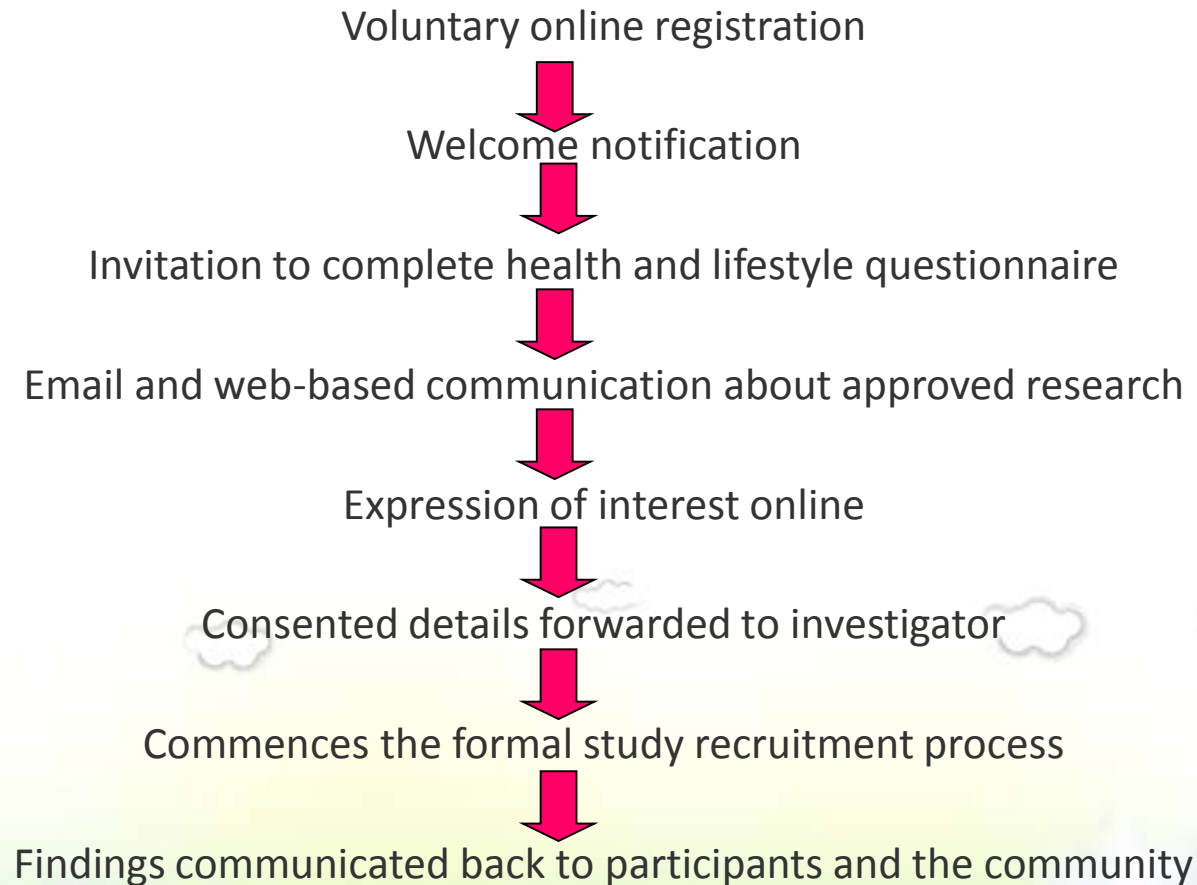 Voluntary online registration
Welcome notification
Invitation to complete health and lifestyle questionnaire
Email and web-based communication about approved research
Expression of interest online
Consented details forwarded to investigator
Commences the formal study recruitment process
Findings communicated back to participants and the community